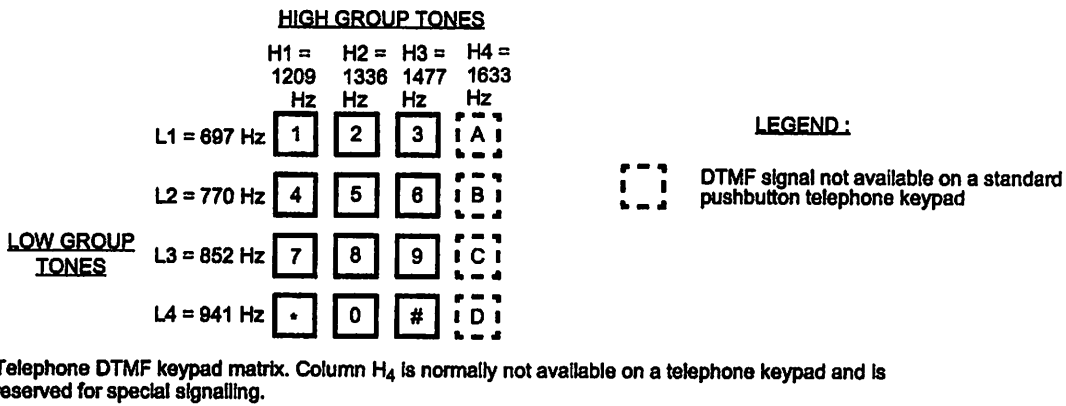 HIGH GROUP TONES
H1 = H2 = H3 = H4 =
1209 1336 1477 1633
Hz Hz Hz Hz
L1 = 697 Hz 1 2 3 A
LEGEND :
L2 = 770 Hz 4 5 6 B
DTMF signal not available on a standard
pushbutton telephone keypad
LOW GROUP
TONES
L3 = 852 Hz 7 8 9 C
L4 = 941 Hz * 0 # D
Telephone DTMF keypad matrix. Column H4 is normally not available on a telephone keypad and is
reserved for special signalling.